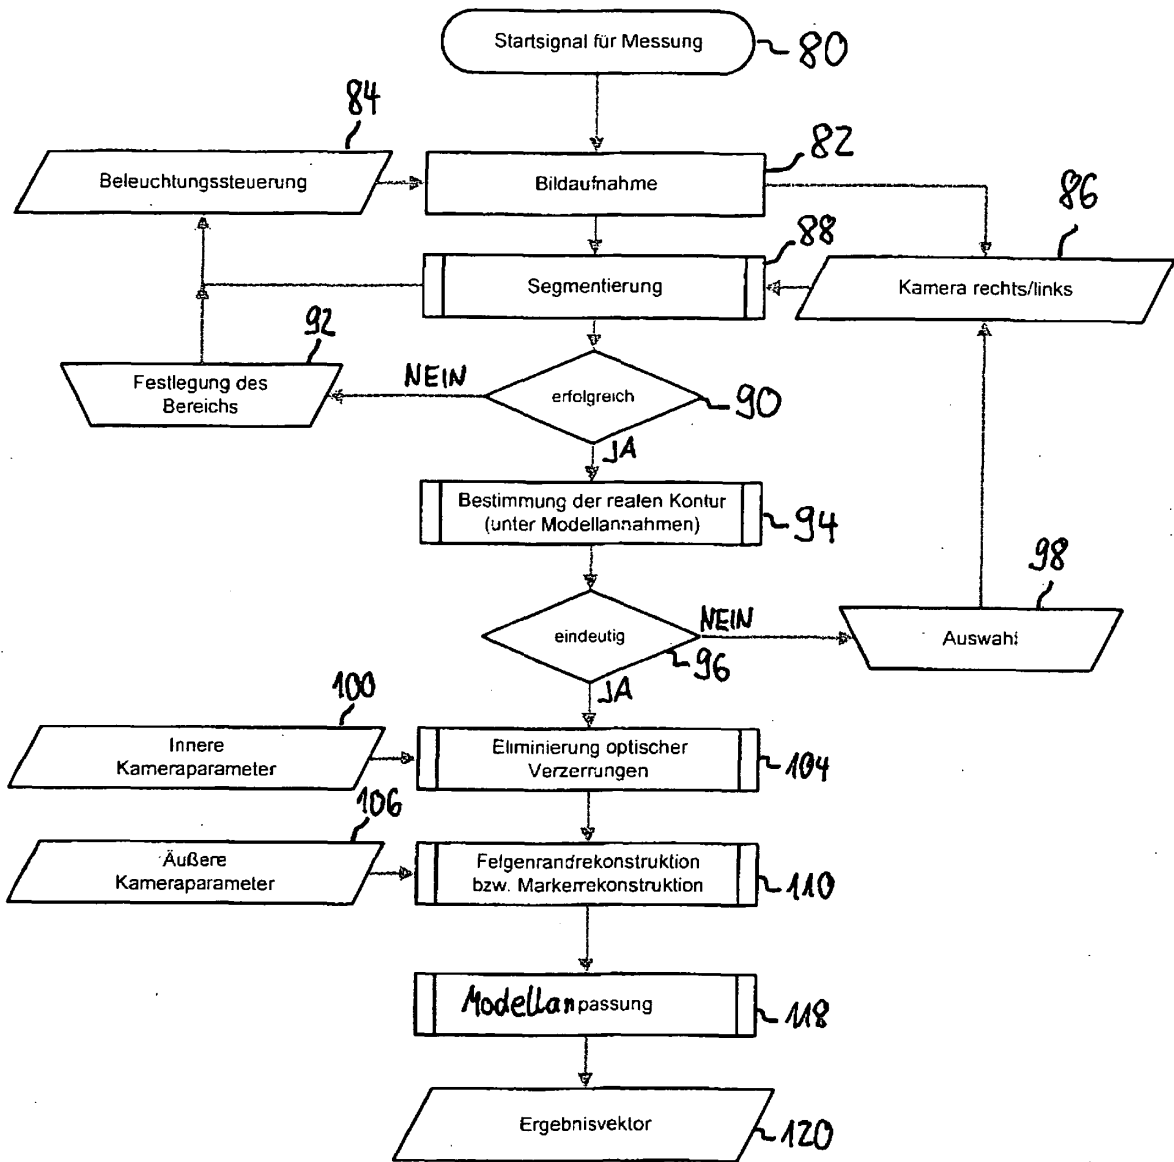 Startsignal für Messung
80
84
82
Beleuchtungssteuerung
Bildaufnahme
86
88
Segmentierung
Kamera rechts/links
92
Festlegung des
Bereichs
NEIN
erfolgreich
90
JA
Bestimmung der realen Kontur
(unter Modellannahmen)
94
98
eindeutig
NEIN
Auswahl
96
JA
100
Innere
Kameraparameter
Eliminierung optischer
Verzerrungen
104
106
Äußere
Kameraparameter
Felgenrandrekonstruktion
bzw. Markerrekonstruktion
110
Modellanpassung
118
Ergebnisvektor
120